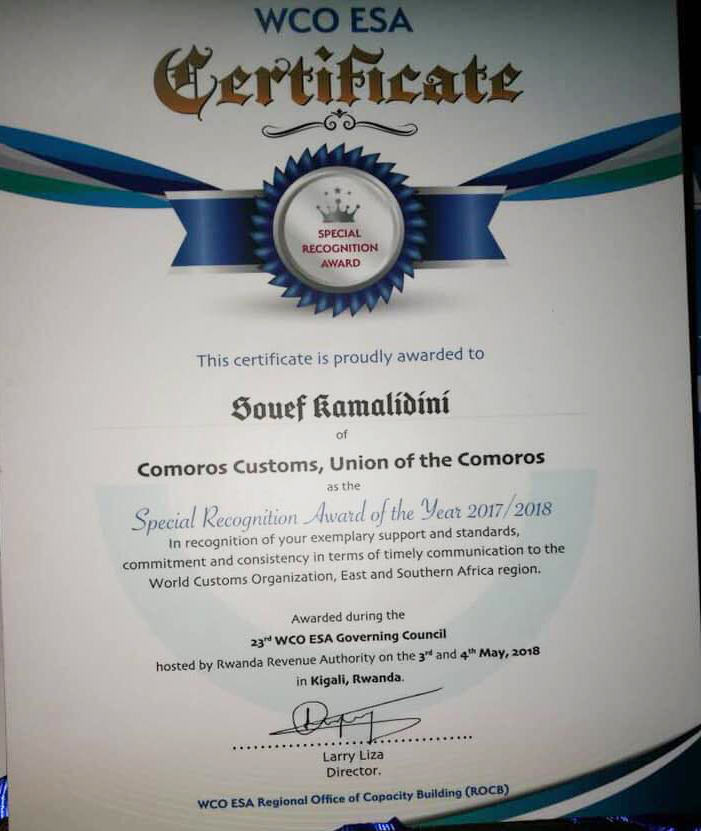 WCO ESA
Certificate
SPECIAL
RECOGNITION
AWARD
This certificate is proudly awarded to
Souef Kamalidini
of
Comoros Customs, Union of the Comoros
as the
Special Recognition Award of the Year 2017/2018
In recognition of your exemplary support and standards,
commitment and consistency in terms of timely communication to the
World Customs Organization, East and Southern Africa region.
Awarded during the
23rd WCO ESA Governing Council
hosted by Rwanda Revenue Authority on the 3rd and 4th May, 2018
in Kigali, Rwanda.
Larry Liza
Director.
WCO ESA Regional Office of Capacity Building (ROCB)